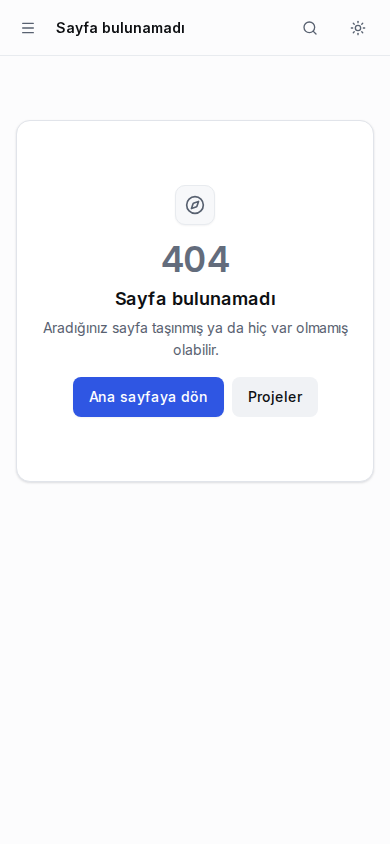 Sayfa bulunamadı
404
Sayfa bulunamadı
Aradığınız sayfa taşınmış ya da hiç var olmamış
olabilir.
Ana sayfaya dön
Projeler